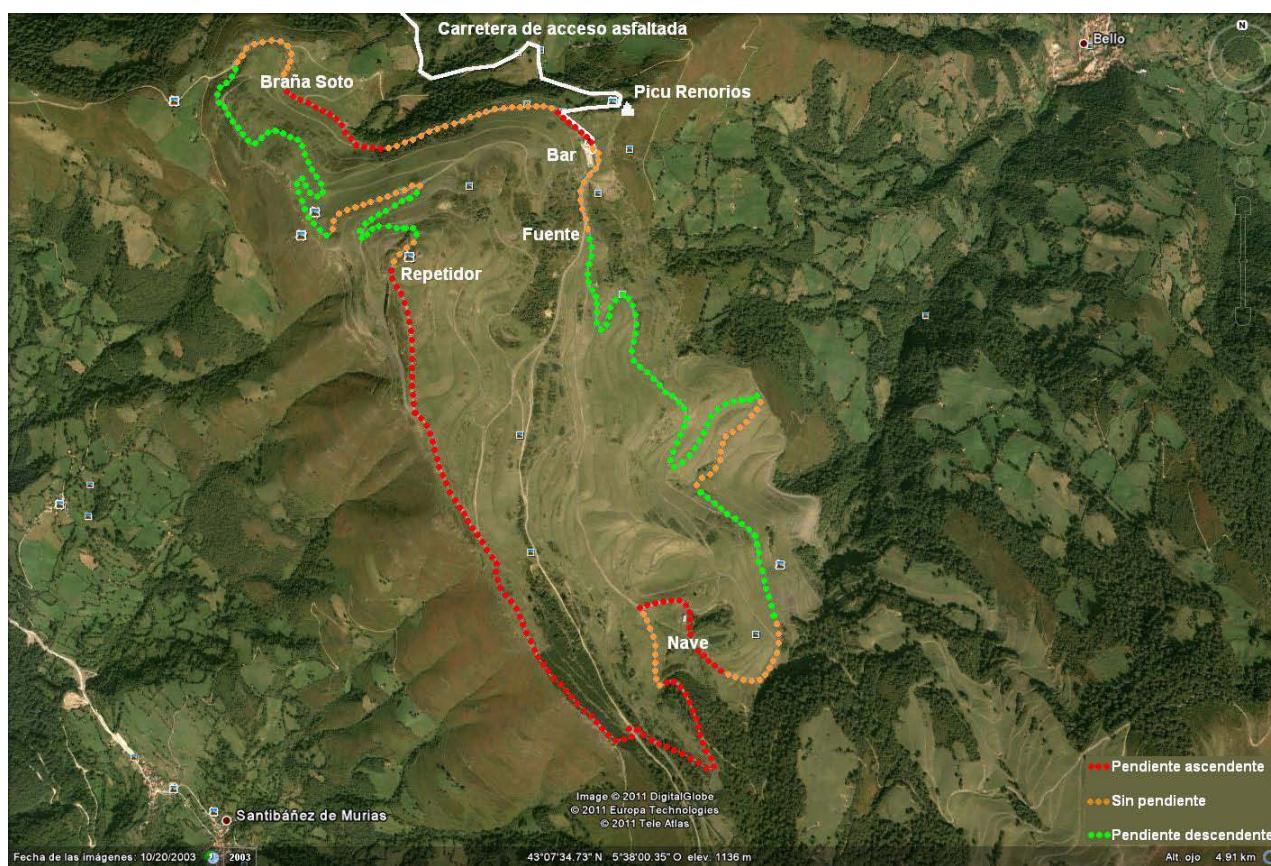 Carretera de acceso asfaltada
N
Bello
Braña Soto
Picu Renorios
Bar
Fuente
Repetidor
Nave
Pendiente ascendente
Sin pendiente
Pendiente descendente
Image © 2011 DigitalGlobe
© 2011 Europa Technologies
© 2011 Tele Atlas
Santibáñez de Murias
Fecha de las imágenes: 10/20/2003 2003 43°07'34.73" N 5°38'00.35" O elev. 1136 m Alt. ojo 4.91 km